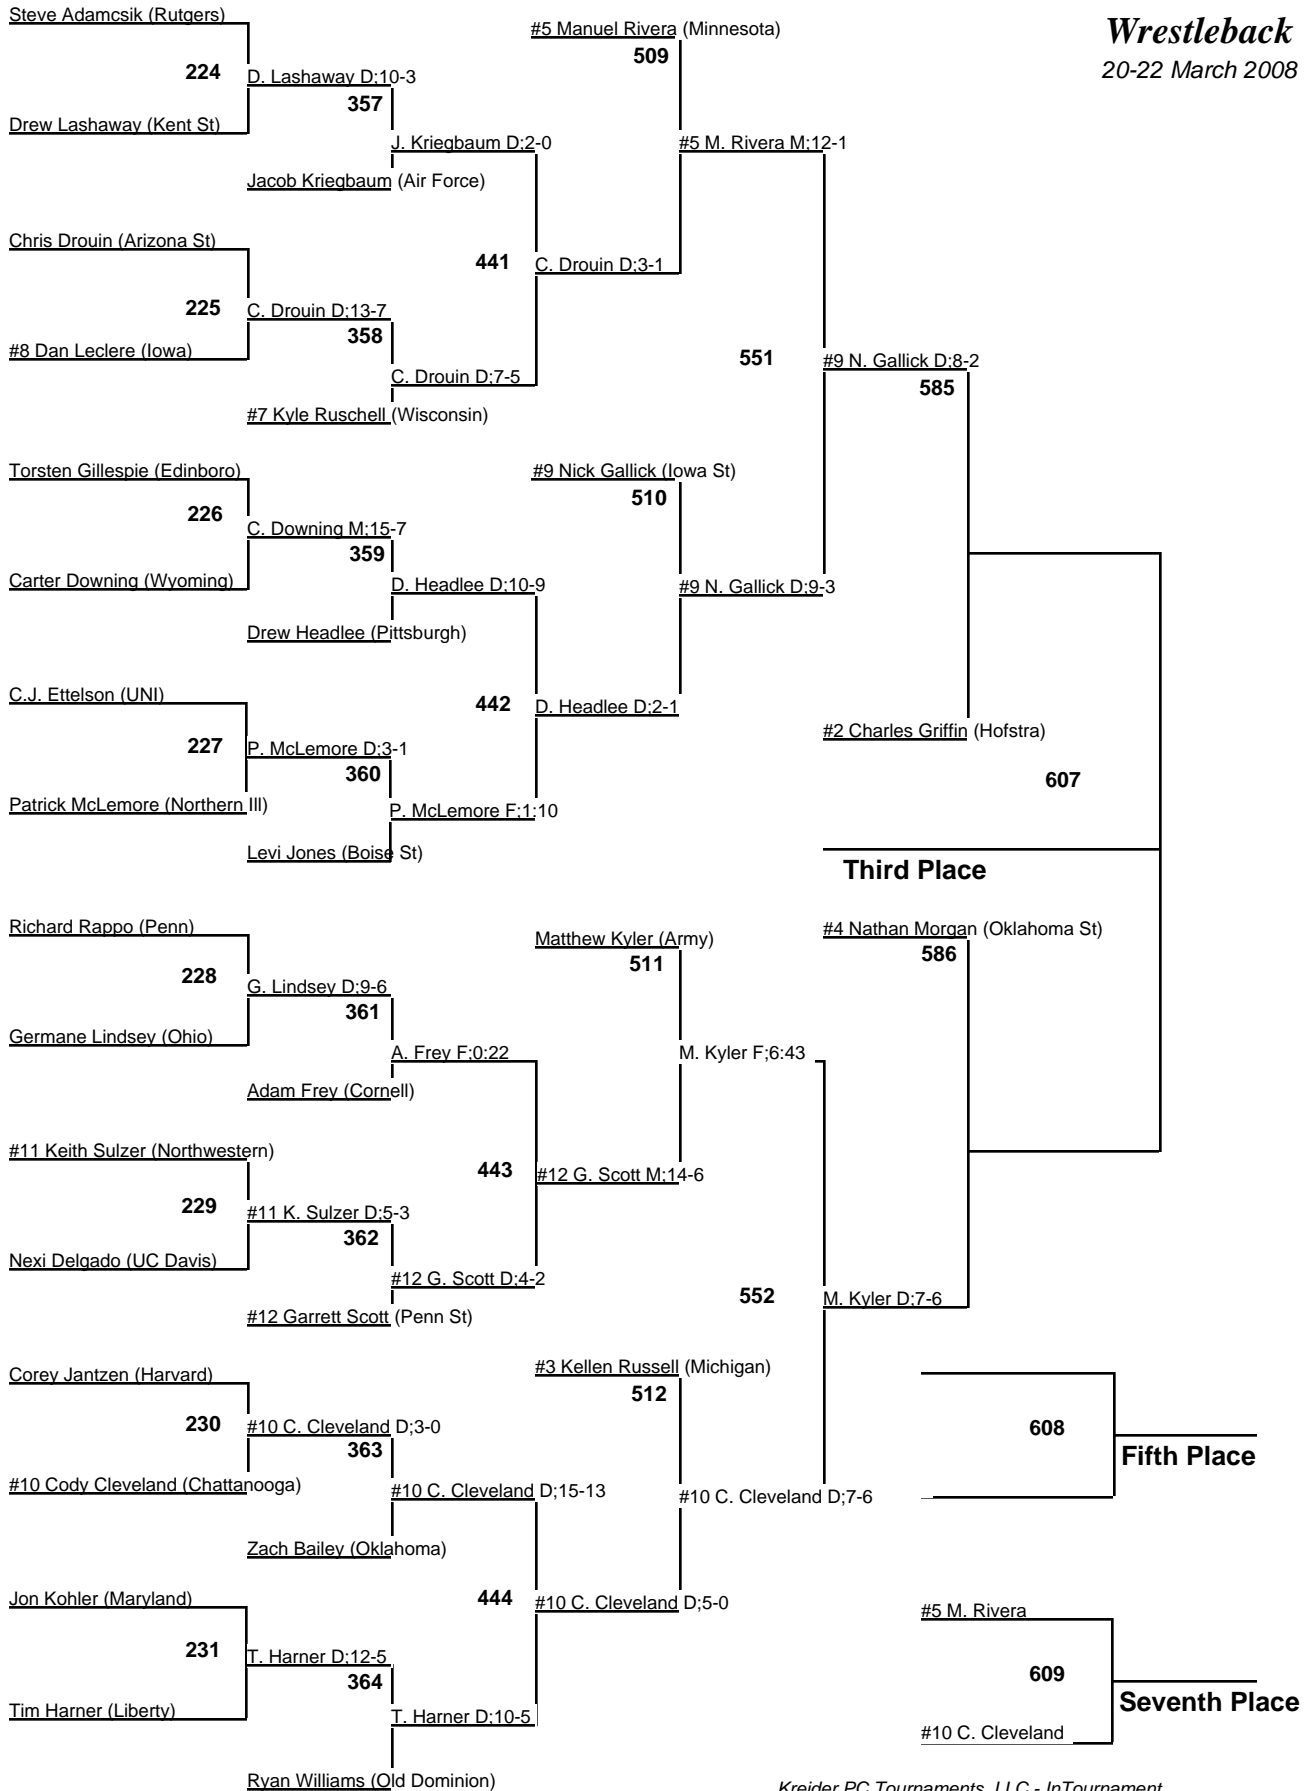 Steve Adamcsik (Rutgers)
#5 Manuel Rivera (Minnesota)
Wrestleback
20-22 March 2008
509
224
D. Lashaway D;10-3
357
Drew Lashaway (Kent St)
J. Kriegbaum D;2-0
#5 M. Rivera M;12-1
Jacob Kriegbaum (Air Force)
Chris Drouin (Arizona St)
441
C. Drouin D;3-1
225
C. Drouin D;13-7
358
#8 Dan Leclere (Iowa)
551
#9 N. Gallick D;8-2
C. Drouin D;7-5
585
#7 Kyle Ruschell (Wisconsin)
Torsten Gillespie (Edinboro)
#9 Nick Gallick (Iowa St)
510
226
C. Downing M;15-7
359
Carter Downing (Wyoming)
D. Headlee D;10-9
#9 N. Gallick D;9-3
Drew Headlee (Pittsburgh)
C.J. Ettelson (UNI)
442
D. Headlee D;2-1
#2 Charles Griffin (Hofstra)
227
P. McLemore D;3-1
360
607
Patrick McLemore (Northern Ill)
P. McLemore F;1:10
Levi Jones (Boise St)
Third Place
Richard Rappo (Penn)
Matthew Kyler (Army)
#4 Nathan Morgan (Oklahoma St)
511
586
228
G. Lindsey D;9-6
361
Germane Lindsey (Ohio)
A. Frey F;0:22
M. Kyler F;6:43
Adam Frey (Cornell)
#11 Keith Sulzer (Northwestern)
443
#12 G. Scott M;14-6
229
#11 K. Sulzer D;5-3
362
Nexi Delgado (UC Davis)
#12 G. Scott D;4-2
552
M. Kyler D;7-6
#12 Garrett Scott (Penn St)
Corey Jantzen (Harvard)
#3 Kellen Russell (Michigan)
512
230
#10 C. Cleveland D;3-0
608
363
Fifth Place
#10 Cody Cleveland (Chattanooga)
#10 C. Cleveland D;15-13
#10 C. Cleveland D;7-6
Zach Bailey (Oklahoma)
Jon Kohler (Maryland)
444
#10 C. Cleveland D;5-0
#5 M. Rivera
231
T. Harner D;12-5
609
364
Seventh Place
Tim Harner (Liberty)
T. Harner D;10-5
#10 C. Cleveland
Ryan Williams (Old Dominion)
Kreider PC Tournaments, LLC - InTournament